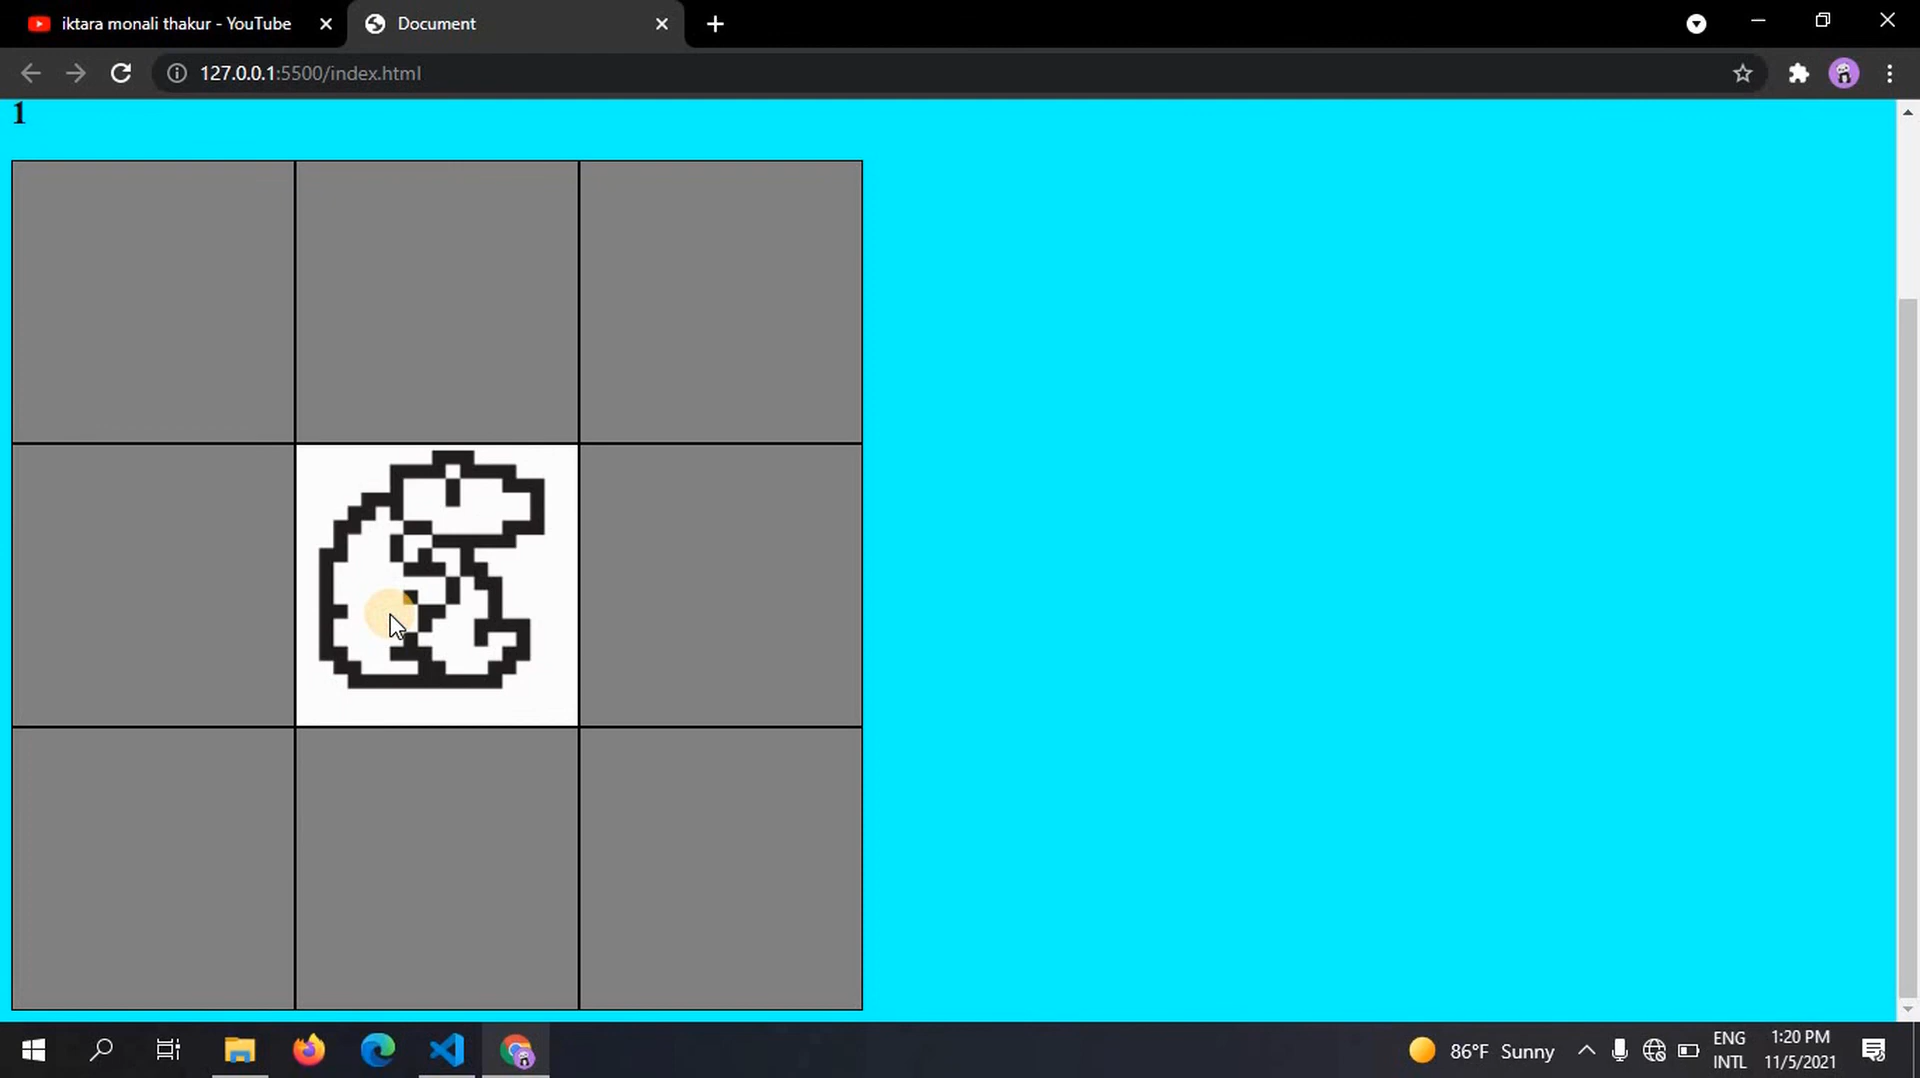 iktara monali thakur - YouTube
Document
127.0.0.1:5500/index.html
1
86°F Sunny
ENG
INTL
1:20 PM
11/5/2021